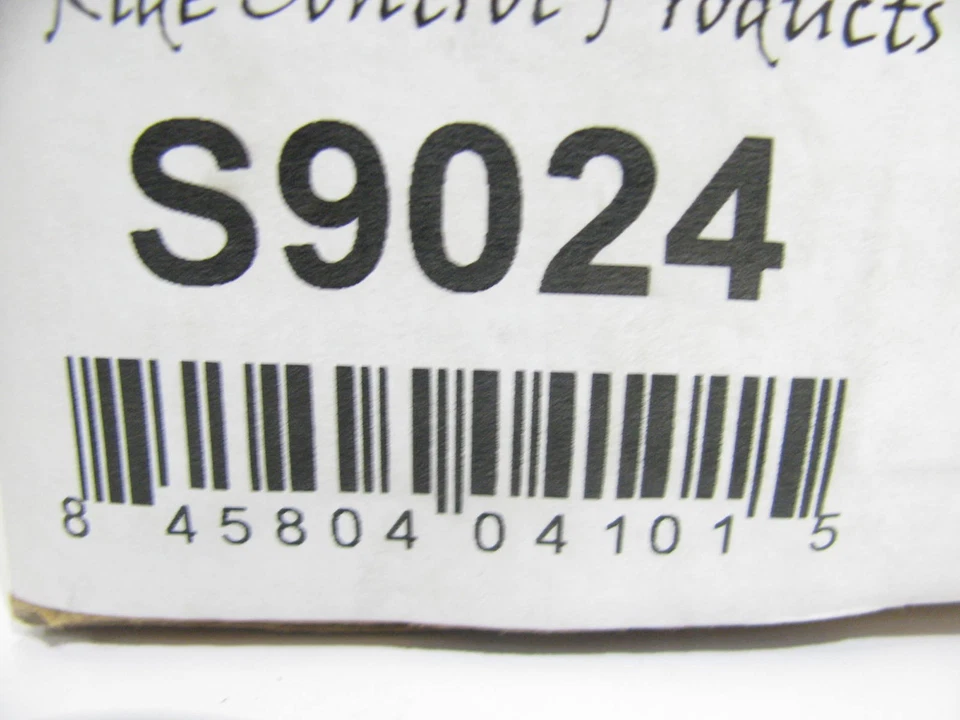 Ride Control Products
S9024
8 45804 04101 5